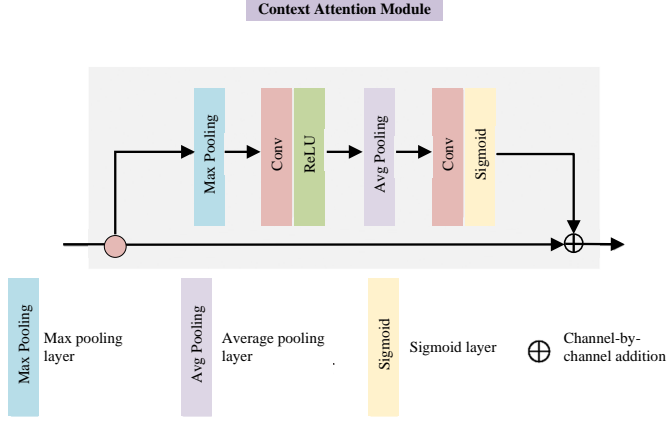 Context Attention Module
Max Pooling
Conv
ReLU
Avg Pooling
Conv
Sigmoid
Max Pooling
Max pooling
layer
Avg Pooling
Average pooling
layer
.
Sigmoid
Sigmoid layer
Channel-by-
channel addition